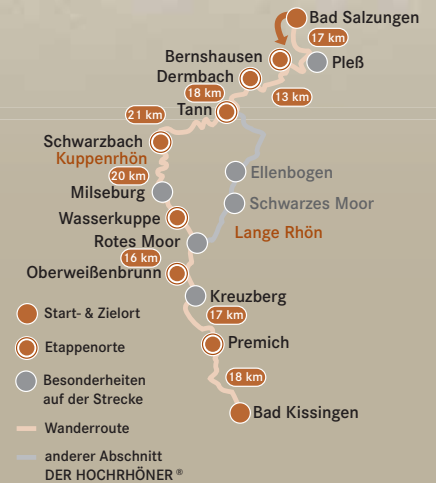 Bad Salzungen
17 km
Bernshausen
Pleß
Dermbach
18 km
13 km
21 km
Tann
Schwarzbach
Kuppenrhön
20 km
Ellenbogen
Milseburg
Schwarzes Moor
Wasserkuppe
Lange Rhön
Rotes Moor
16 km
Oberweißenbrunn
Kreuzberg
17 km
Premich
18 km
Bad Kissingen
Start- & Zielort
Etappenorte
Besonderheiten
auf der Strecke
Wanderroute
anderer Abschnitt
DER HOCHRHÖNER ®